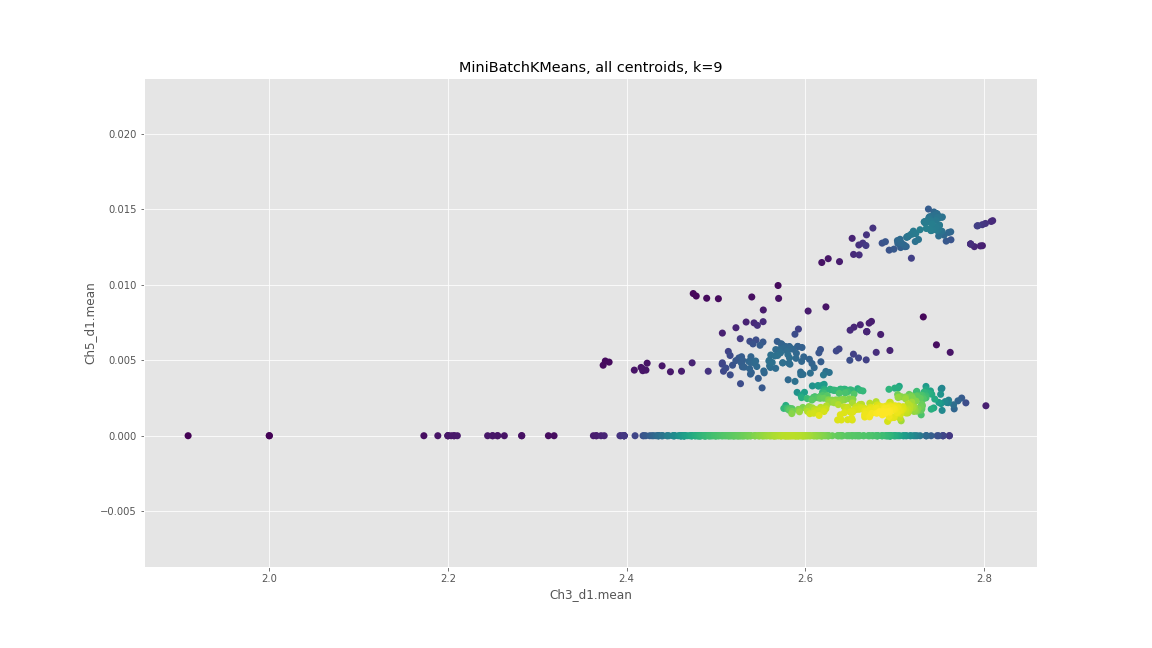 MiniBatchKMeans, all centroids, k=9
0.020
0.015
0.010
0.005
0.000
−0.005
Ch5_d1.mean
2.0 2.2 2.4 2.6 2.8
Ch3_d1.mean